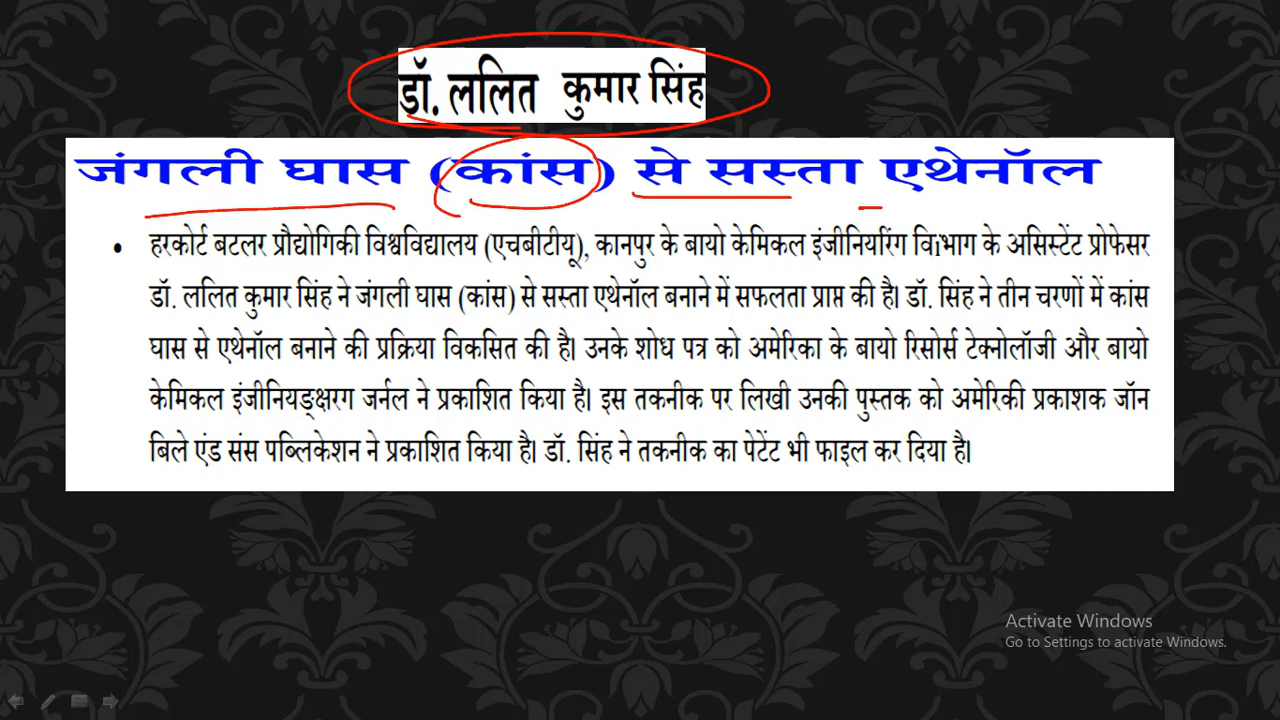 डॉ. ललित कुमार सिंह
जंगली घास (कांस) से सस्ता एथेनॉल
• हरकोर्ट बटलर प्रौद्योगिकी विश्वविद्यालय (एचबीटीयू), कानपुर के बायो केमिकल इंजीनियरिंग विiभाग के असिस्टेंट प्रोफेसर
डॉ. ललित कुमार सिंह ने जंगली घास (कांस) से सस्ता एथेनॉल बनाने में सफलता प्राप्त की है। डॉ. सिंह ने तीन चरणों में कांस
घास से एथेनॉल बनाने की प्रक्रिया विकसित की है। उनके शोध पत्र को अमेरिका के बायो रिसोर्स टेक्नोलॉजी और बायो
केमिकल इंजीनियड्क्षरग जर्नल ने प्रकाशित किया है। इस तकनीक पर लिखी उनकी पुस्तक को अमेरिकी प्रकाशक जॉन
बिले एंड संस पब्लिकेशन ने प्रकाशित किया है। डॉ. सिंह ने तकनीक का पेटेंट भी फाइल कर दिया है।
Activate Windows
Go to Settings to activate Windows.